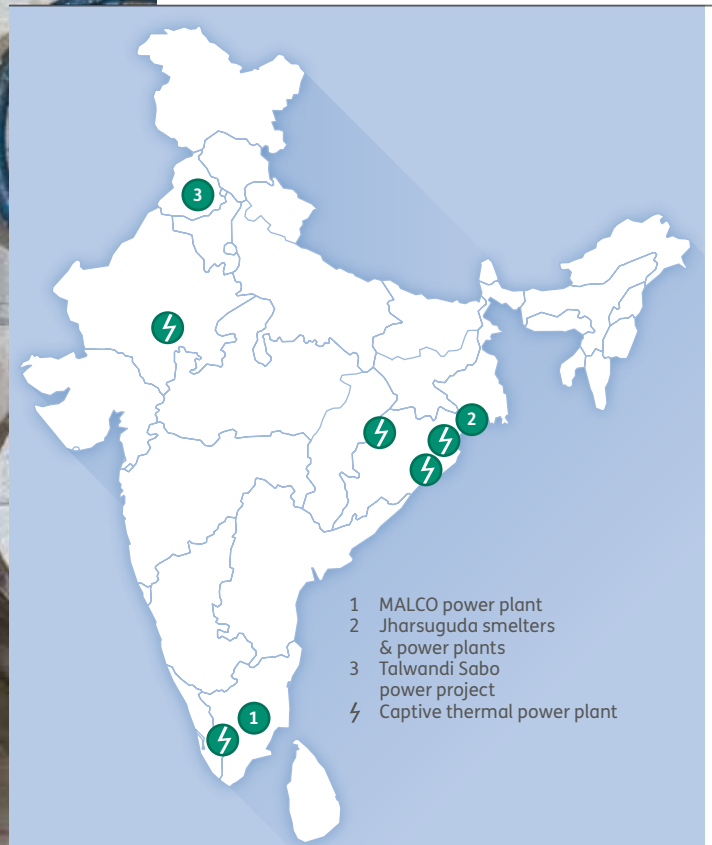 3
2
1
1 MALCO power plant
2 Jharsuguda smelters
& power plants
3 Talwandi Sabo
power project
Captive thermal power plant